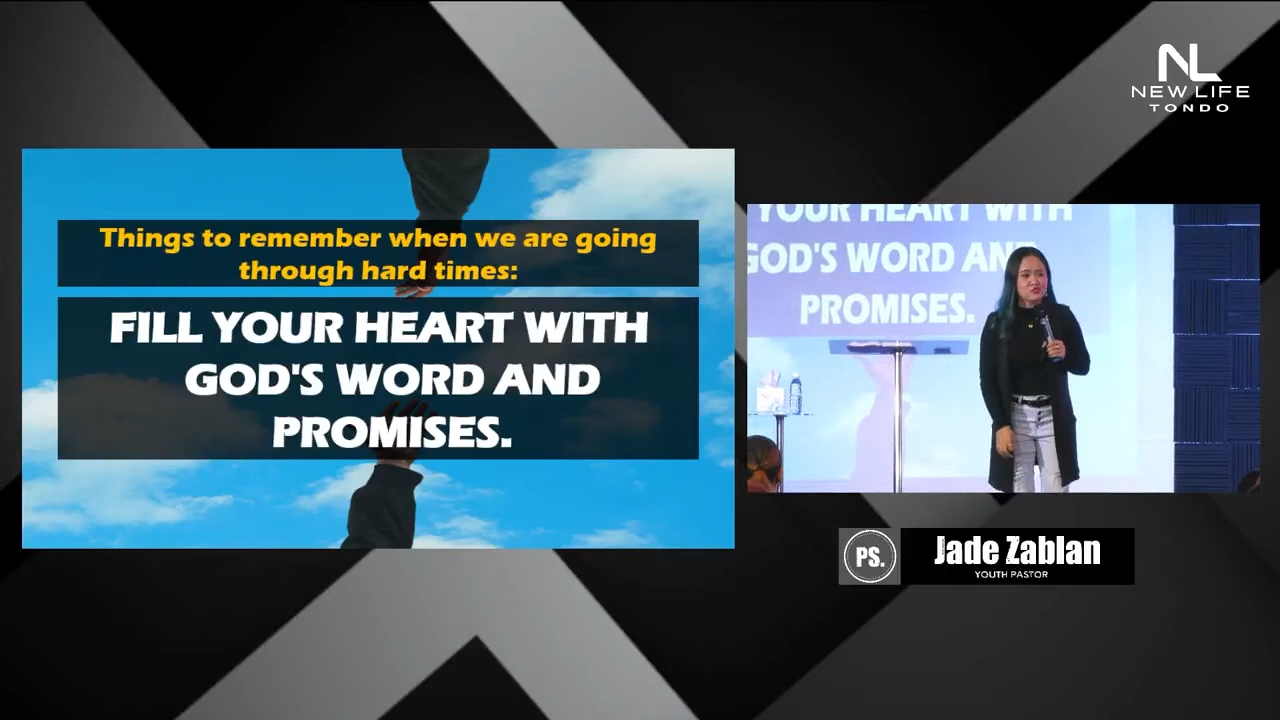 NL
NEW LIFE
TONDO
Things to remember when we are going
through hard times:
FILL YOUR HEART WITH
GOD'S WORD AND
PROMISES.
YOUR HEART WITH
GOD'S WORD AND
PROMISES.
PS.
Jade Zablan
YOUTH PASTOR